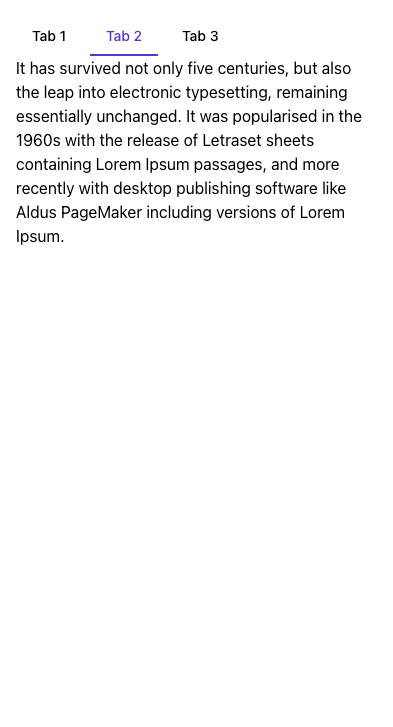 Tab 1 Tab 2 Tab 3
It has survived not only five centuries, but also
the leap into electronic typesetting, remaining
essentially unchanged. It was popularised in the
1960s with the release of Letraset sheets
containing Lorem Ipsum passages, and more
recently with desktop publishing software like
Aldus PageMaker including versions of Lorem
Ipsum.